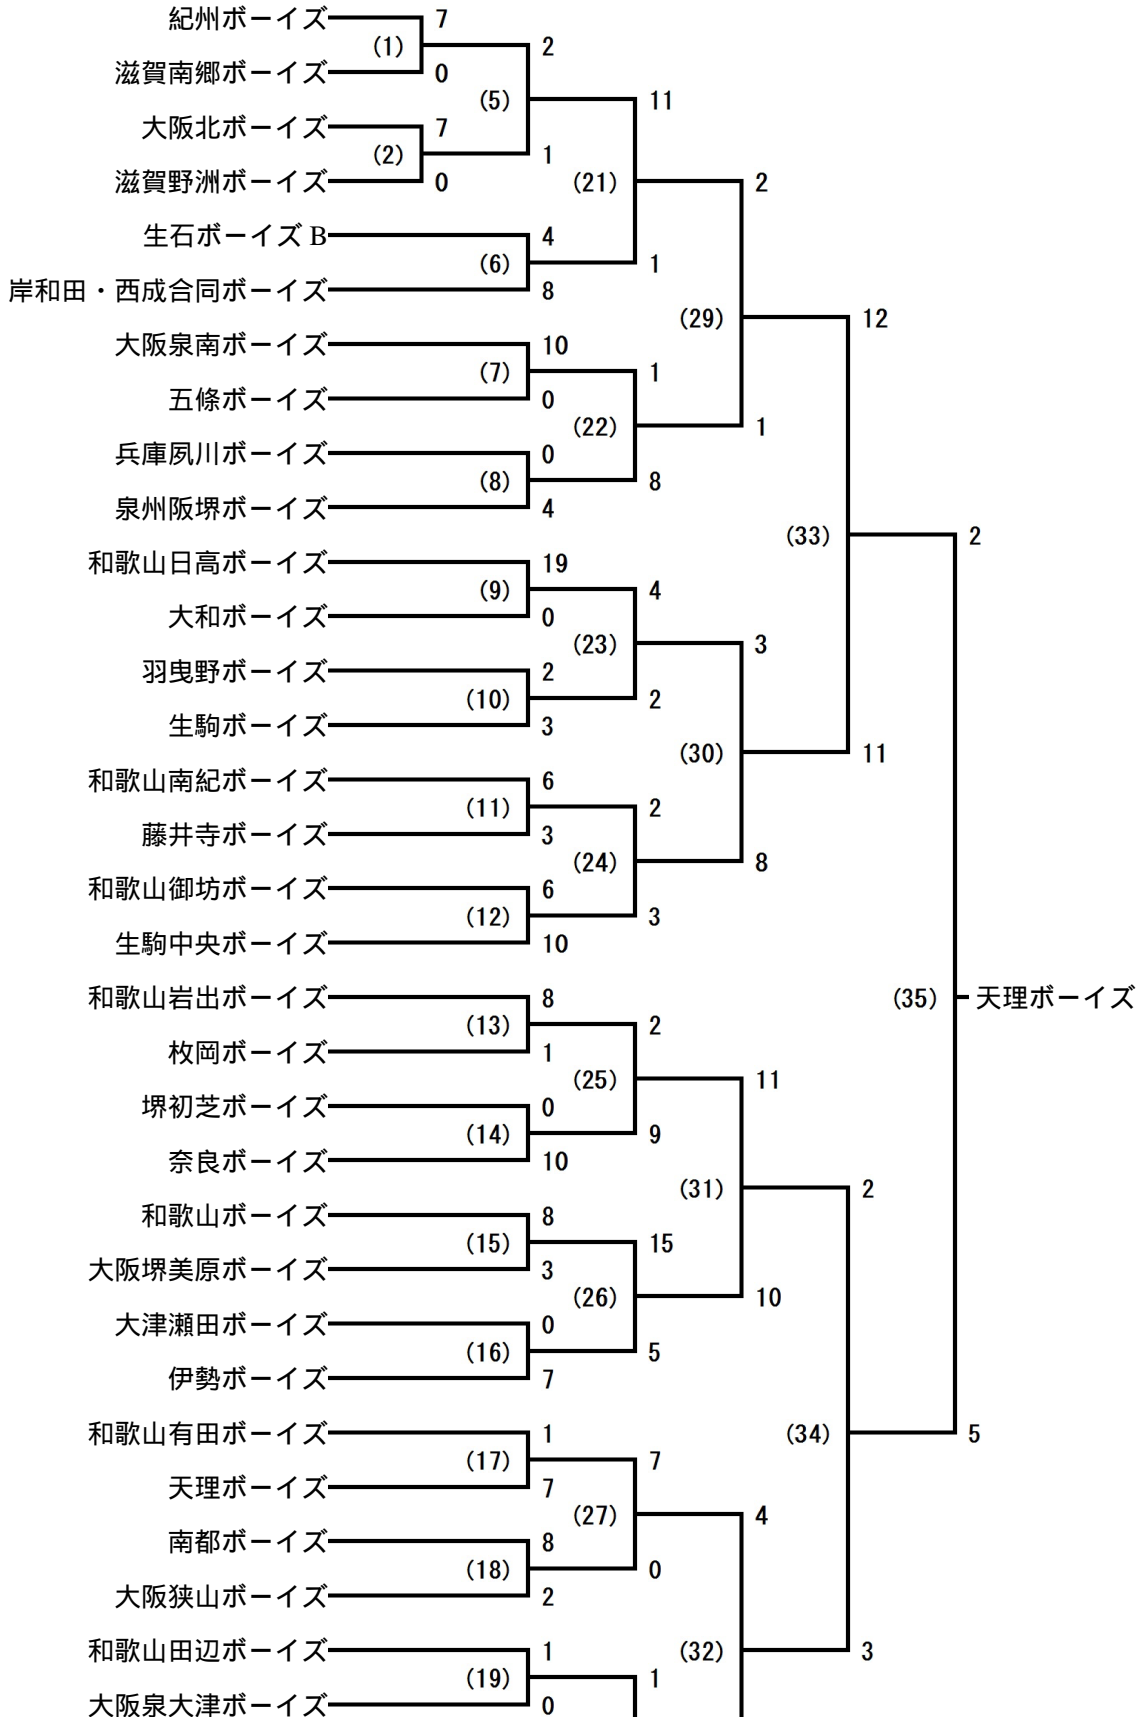 紀州ボーイズ 7
(1) 2
滋賀南郷ボーイズ 0
(5) 11
大阪北ボーイズ 7
(2) 1
滋賀野洲ボーイズ 0
(21) 2
生石ボーイズ B 4
(6) 1
岸和田・西成合同ボーイズ 8
(29) 12
大阪泉南ボーイズ 10
(7) 1
五條ボーイズ 0
(22) 1
兵庫夙川ボーイズ 0
(8) 8
泉州阪堺ボーイズ 4
(33) 2
和歌山日高ボーイズ 19
(9) 4
大和ボーイズ 0
(23) 3
羽曳野ボーイズ 2
(10) 2
生駒ボーイズ 3
(30) 11
和歌山南紀ボーイズ 6
(11) 2
藤井寺ボーイズ 3
(24) 8
和歌山御坊ボーイズ 6
(12) 3
生駒中央ボーイズ 10
和歌山岩出ボーイズ 8
(35) 天理ボーイズ
(13) 2
枚岡ボーイズ 1
(25) 11
堺初芝ボーイズ 0
(14) 9
奈良ボーイズ 10
(31) 2
和歌山ボーイズ 8
(15) 15
大阪堺美原ボーイズ 3
(26) 10
大津瀬田ボーイズ 0
(16) 5
伊勢ボーイズ 7
和歌山有田ボーイズ 1
(34) 5
(17) 7
天理ボーイズ 7
(27) 4
南都ボーイズ 8
(18) 0
大阪狭山ボーイズ 2
和歌山田辺ボーイズ 1
(32) 3
(19) 1
大阪泉大津ボーイズ 0